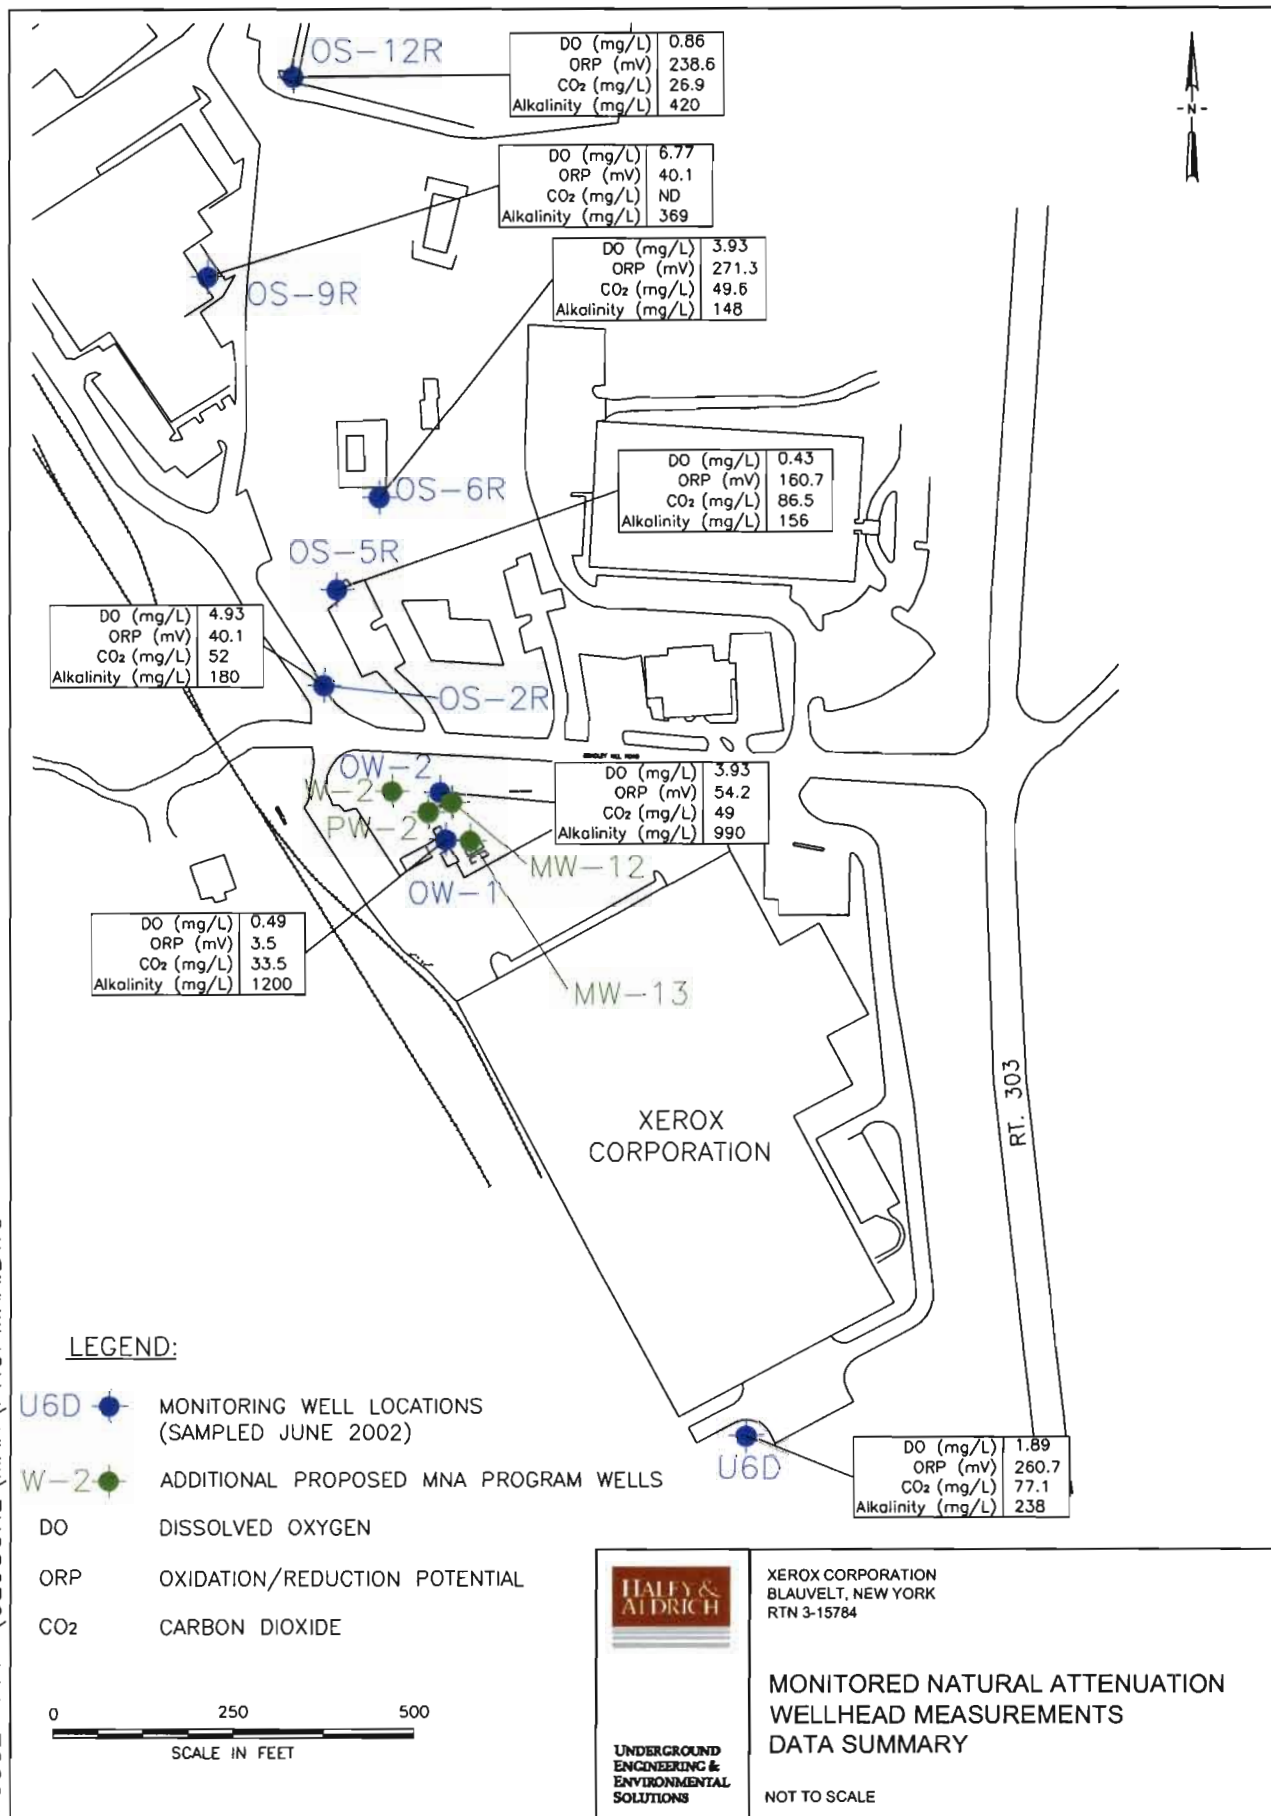 OS-12R
DO (mg/L) 0.86
ORP (mV) 238.6
CO₂ (mg/L) 26.9
Alkalinity (mg/L) 420
-N-
DO (mg/L) 6.77
ORP (mV) 40.1
CO₂ (mg/L) ND
Alkalinity (mg/L) 369
OS-9R
DO (mg/L) 3.93
ORP (mV) 271.3
CO₂ (mg/L) 49.6
Alkalinity (mg/L) 148
OS-6R
DO (mg/L) 0.43
ORP (mV) 160.7
CO₂ (mg/L) 86.5
Alkalinity (mg/L) 156
OS-5R
DO (mg/L) 4.93
ORP (mV) 40.1
CO₂ (mg/L) 52
Alkalinity (mg/L) 180
OS-2R
OW-2
W-2
PW-2
DO (mg/L) 3.93
ORP (mV) 54.2
CO₂ (mg/L) 49
Alkalinity (mg/L) 990
MW-12
OW-1
DO (mg/L) 0.49
ORP (mV) 3.5
CO₂ (mg/L) 33.5
Alkalinity (mg/L) 1200
MW-13
RT. 303
XEROX
CORPORATION
U6D
DO (mg/L) 1.89
ORP (mV) 260.7
CO₂ (mg/L) 77.1
Alkalinity (mg/L) 238
LEGEND:
U6D MONITORING WELL LOCATIONS
(SAMPLED JUNE 2002)
W-2 ADDITIONAL PROPOSED MNA PROGRAM WELLS
DO DISSOLVED OXYGEN
ORP OXIDATION/REDUCTION POTENTIAL
CO2 CARBON DIOXIDE
0 250 500
SCALE IN FEET
HALEY &
ALDRICH
UNDERGROUND
ENGINEERING &
ENVIRONMENTAL
SOLUTIONS
XEROX CORPORATION
BLAUVELT, NEW YORK
RTN 3-15784
MONITORED NATURAL ATTENUATION
WELLHEAD MEASUREMENTS
DATA SUMMARY
NOT TO SCALE